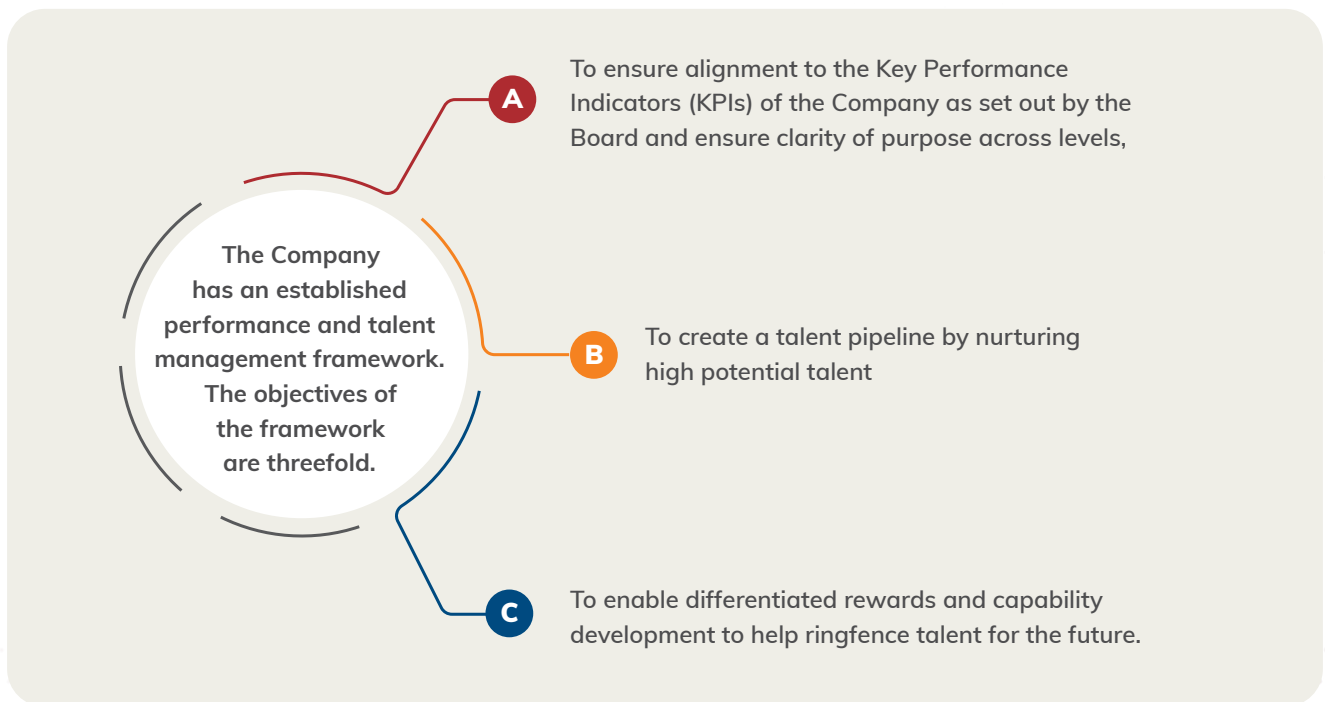 The Company
has an established
performance and talent
management framework.
The objectives of
the framework
are threefold.
A
To ensure alignment to the Key Performance
Indicators (KPIs) of the Company as set out by the
Board and ensure clarity of purpose across levels,
B
To create a talent pipeline by nurturing
high potential talent
C
To enable differentiated rewards and capability
development to help ringfence talent for the future.